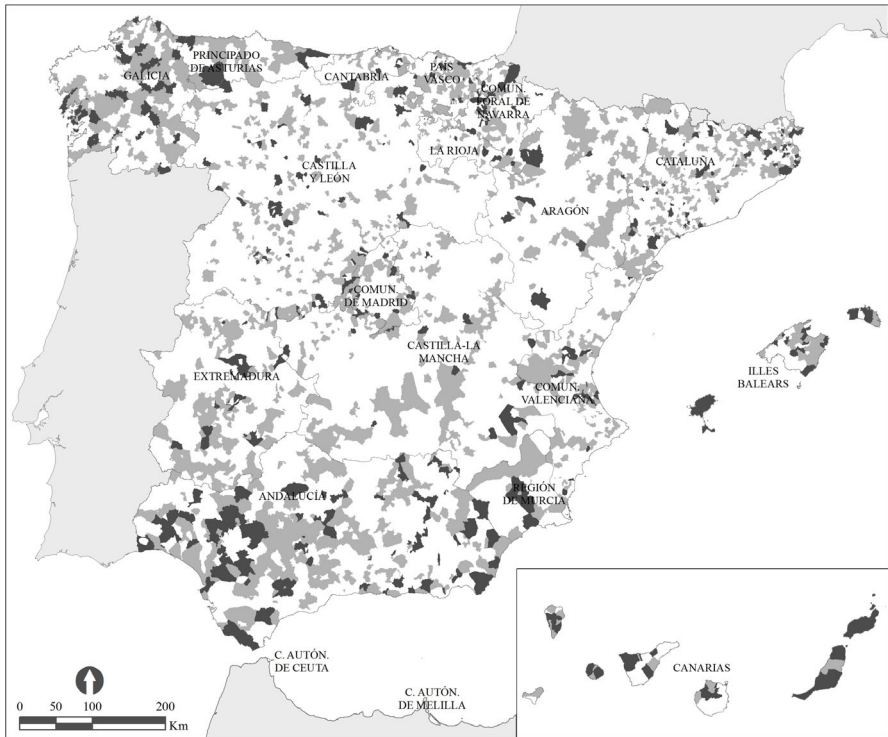 PRINCIPADO
DE ASTURIAS
GALICIA
CANTABRIA
PAÍS
VASCO
COMUN.
FORAL DE
NAVARRA
LA RIOJA
CASTILLA
Y LEÓN
CATALUÑA
ARAGÓN
COMUN.
DE MADRID
CASTILLA-LA
MANCHA
EXTREMADURA
COMUN.
VALENCIANA
ILLES
BALEARS
ANDALUCÍA
REGIÓN
DE MURCIA
C. AUTÓN.
DE CEUTA
C. AUTÓN.
DE MELILLA
CANARIAS
200 100 0 200
Km